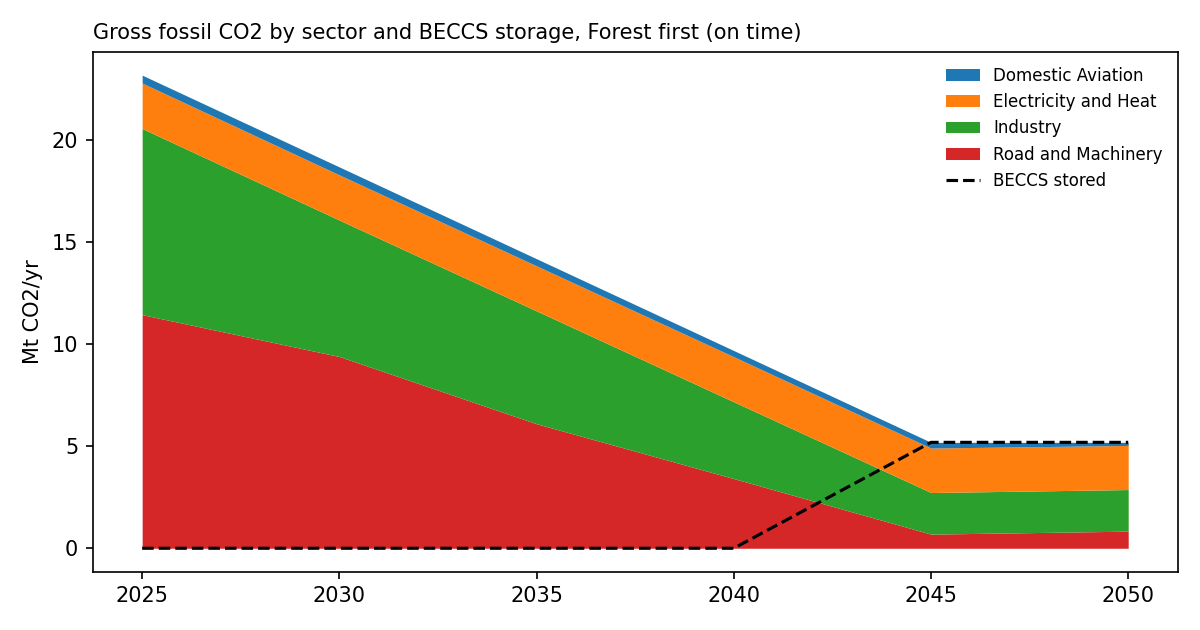 Gross fossil CO2 by sector and BECCS storage, Forest first (on time)
Domestic Aviation
Electricity and Heat
Industry
Road and Machinery
BECCS stored
Mt CO2/yr
20
15
10
5
0
2025 2030 2035 2040 2045 2050